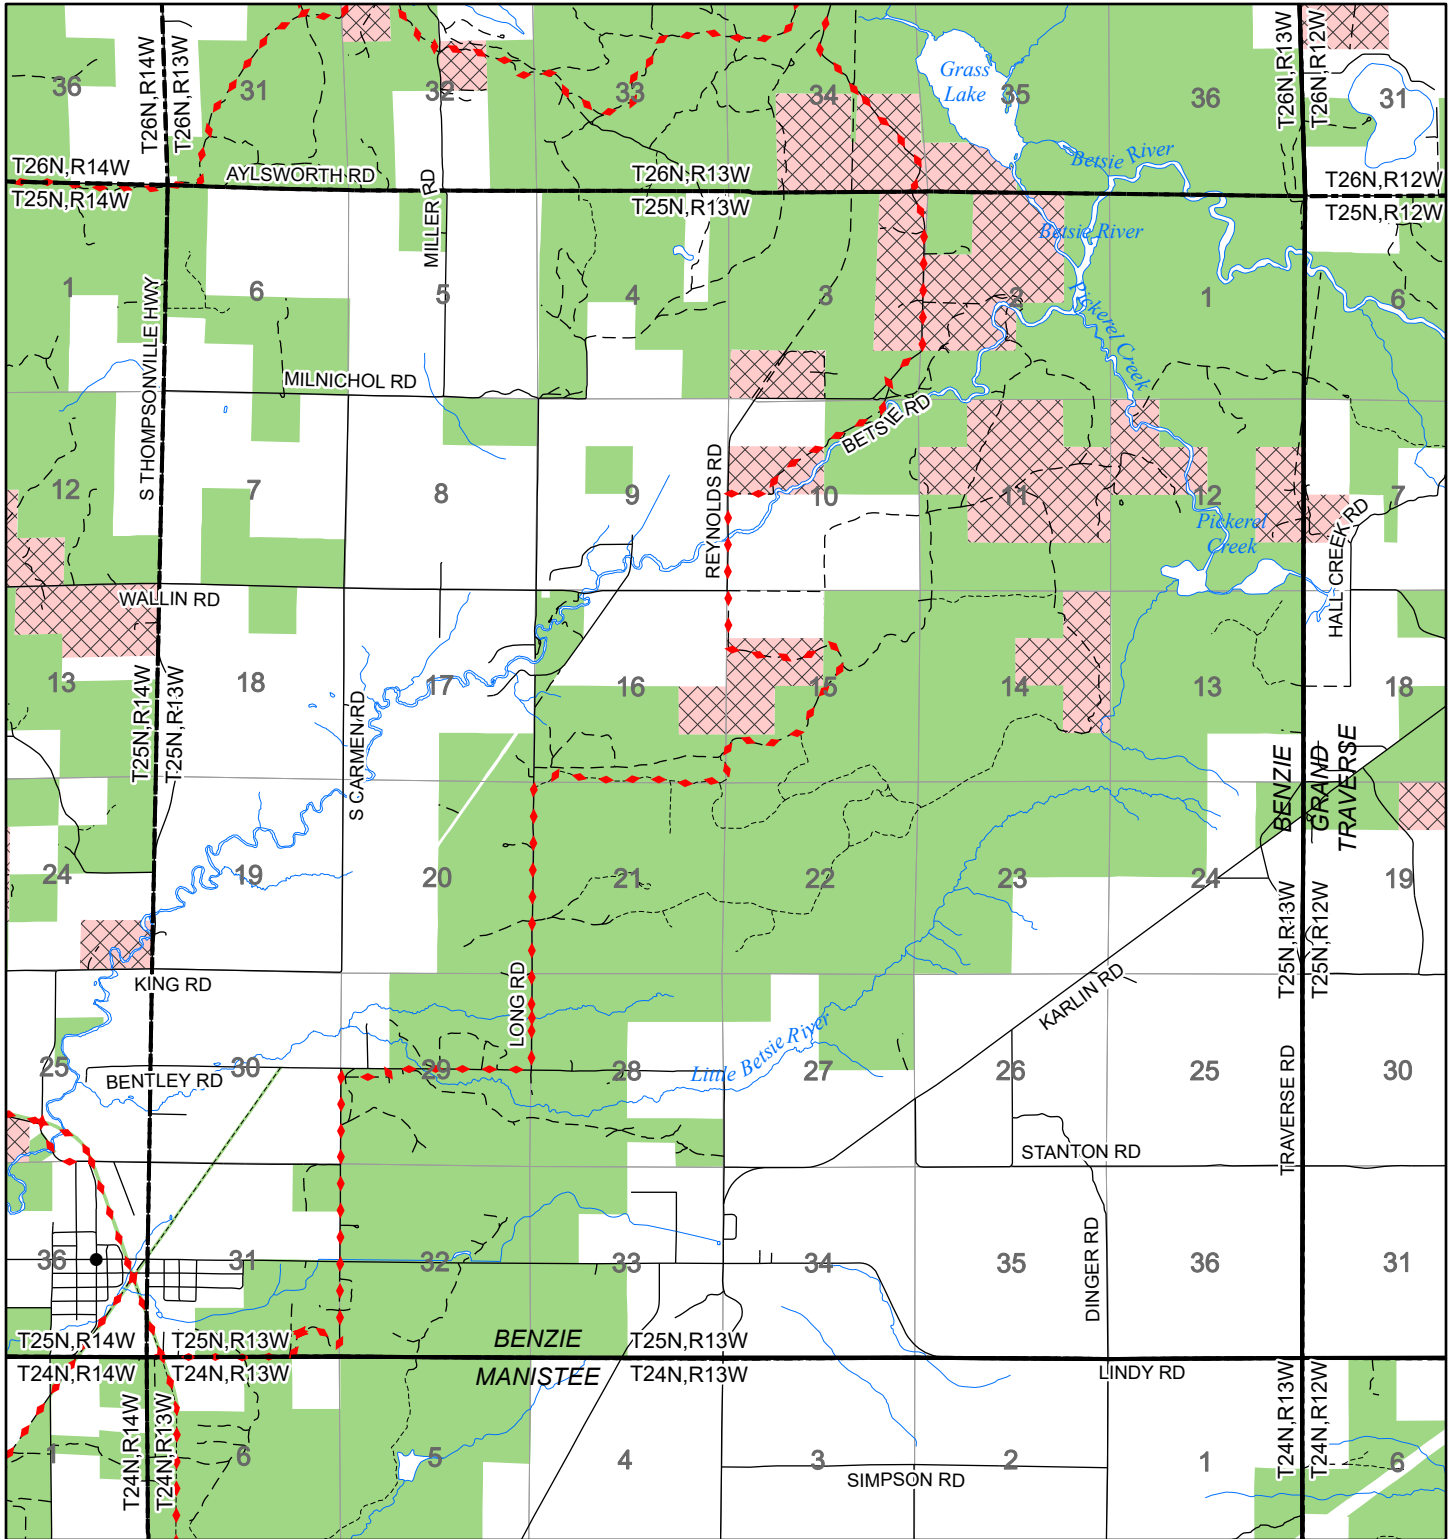 Grass
Lake
36
31
32
33
34
35
36
31
T26N,R14W
T26N,R13W
T26N,R13W
T26N,R12W
Betsie River
T26N,R14W
AYLSWORTH RD
T26N,R13W
T26N,R12W
T25N,R14W
T25N,R13W
T25N,R12W
MILLER RD
Betsie River
1
6
5
4
3
2
1
6
S THOMPSONVILLE HWY
Pickerel Creek
MILNICHOL RD
BETSIE RD
REYNOLDS RD
12
7
8
9
10
11
12
7
Pickerel
Creek
HALL CREEK RD
WALLIN RD
13
18
17
16
15
14
13
18
T25N,R14W
T25N,R13W
S CARMEN RD
BENZIE
GRAND
TRAVERSE
24
19
20
21
22
23
24
19
T25N,R13W
T25N,R12W
KING RD
LONG RD
KARLIN RD
Little Betsie River
25
30
29
28
27
26
25
30
BENTLEY RD
TRAVERSE RD
STANTON RD
DINGER RD
36
31
32
33
34
35
36
31
T25N,R14W
T25N,R13W
BENZIE
T25N,R13W
T24N,R14W
T24N,R13W
MANISTEE
T24N,R13W
LINDY RD
T24N,R14W
T24N,R13W
T24N,R13W
T24N,R12W
1
6
5
4
3
2
1
6
SIMPSON RD